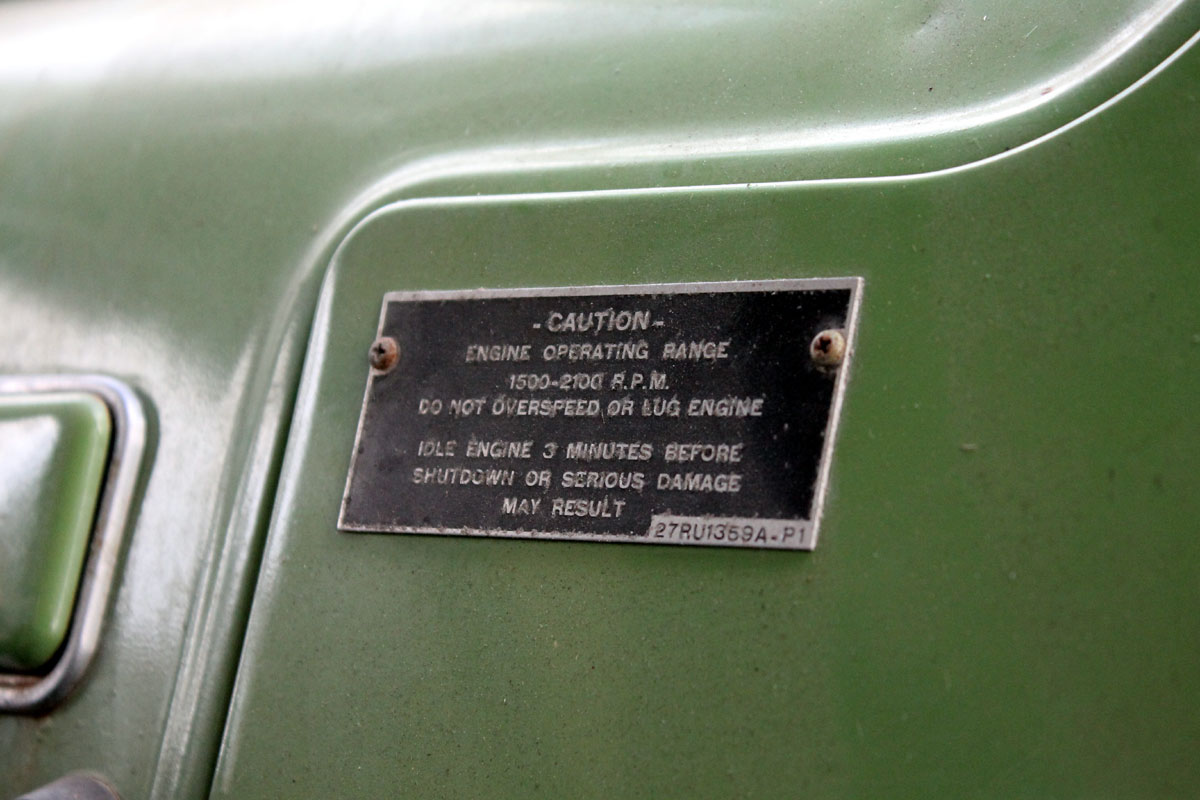 - CAUTION -
ENGINE OPERATING RANGE
1500-2100 R.P.M.
DO NOT OVERSPEED OR LUG ENGINE
IDLE ENGINE 3 MINUTES BEFORE
SHUTDOWN OR SERIOUS DAMAGE
MAY RESULT
27RU1359A-P1